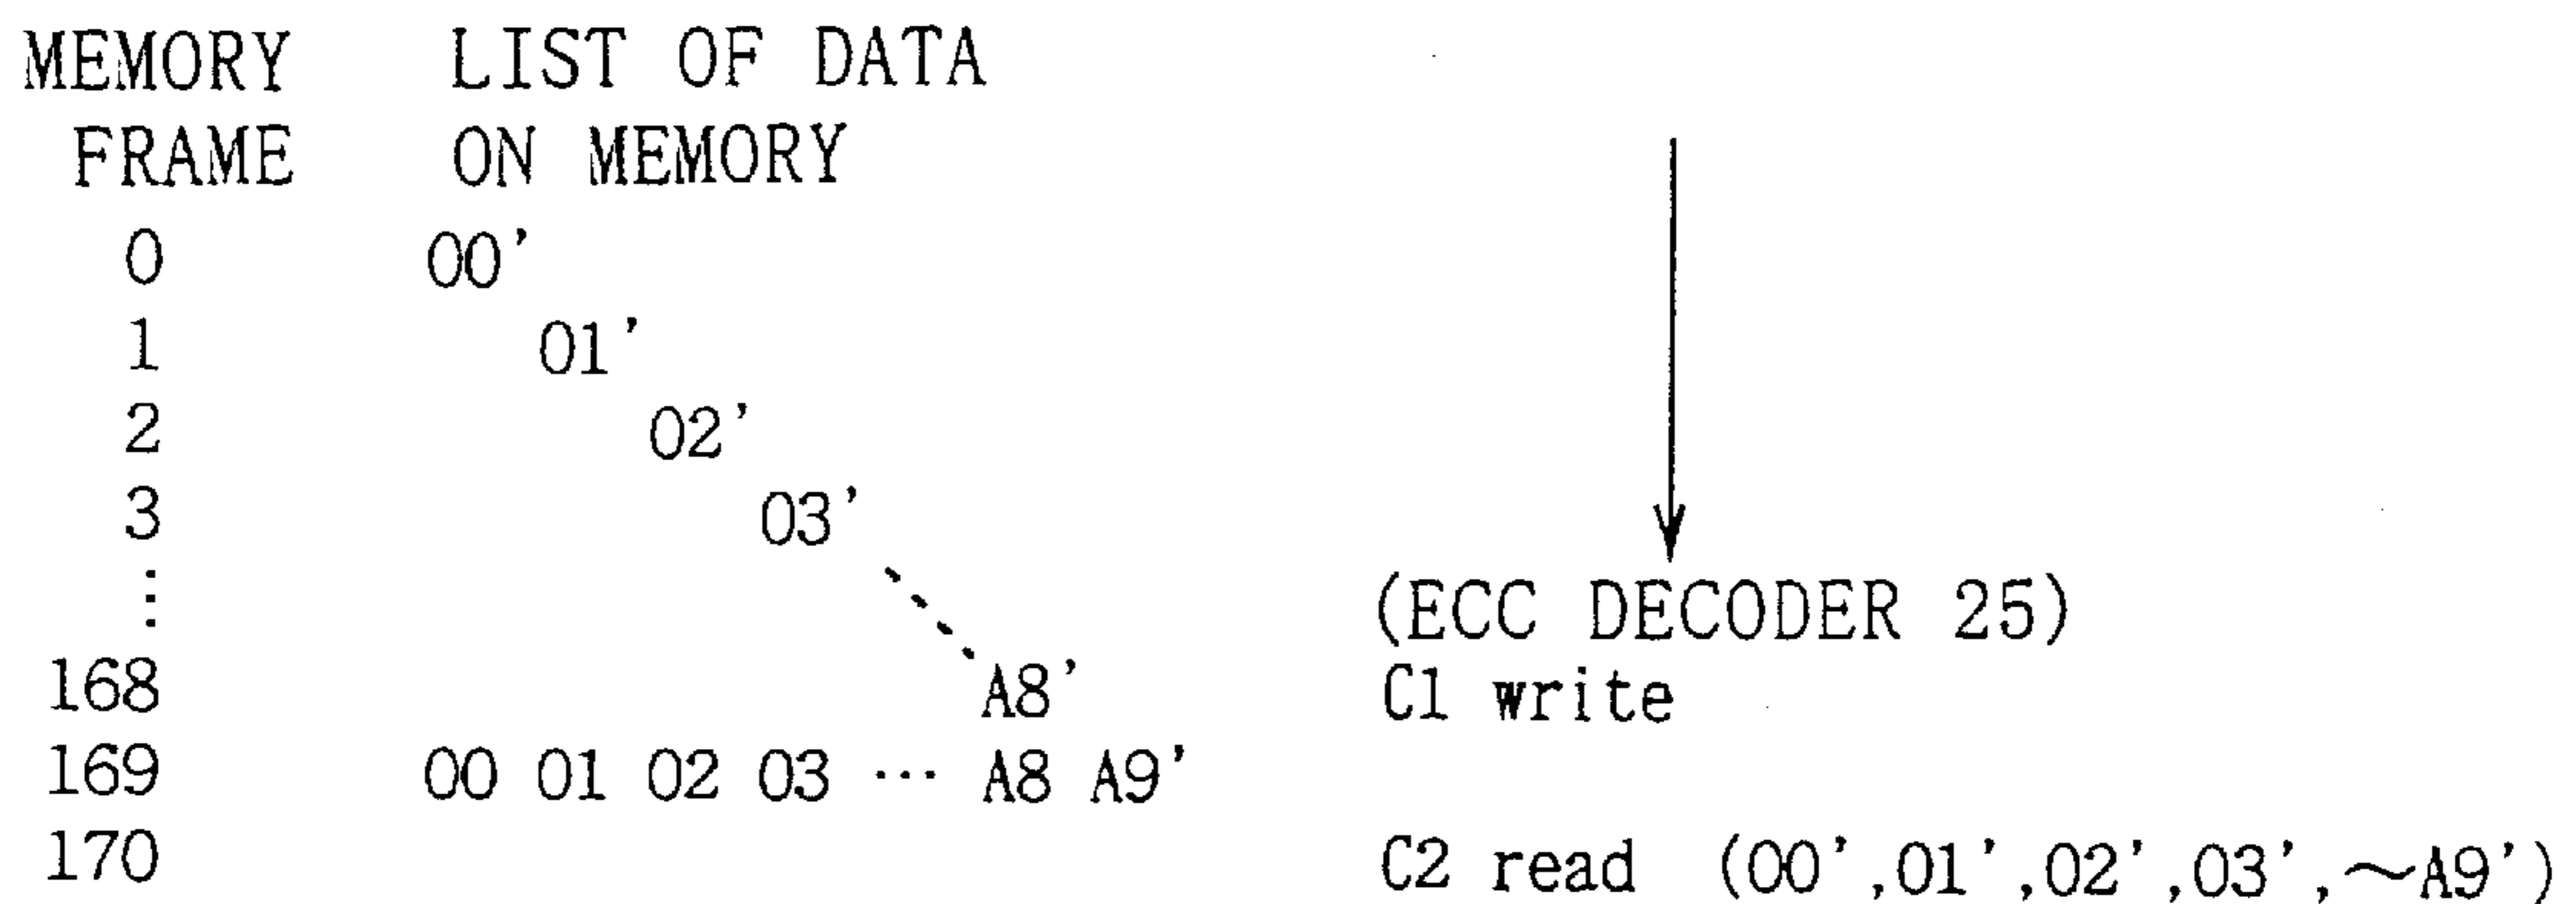 MEMORY LIST OF DATA
FRAME ON MEMORY
0 00'
1 01'
2 02'
3 03'
⋮ (ECC DECODER 25)
168 A8' C1 write
169 00 01 02 03 … A8 A9'
170 C2 read (00',01',02',03',～A9')